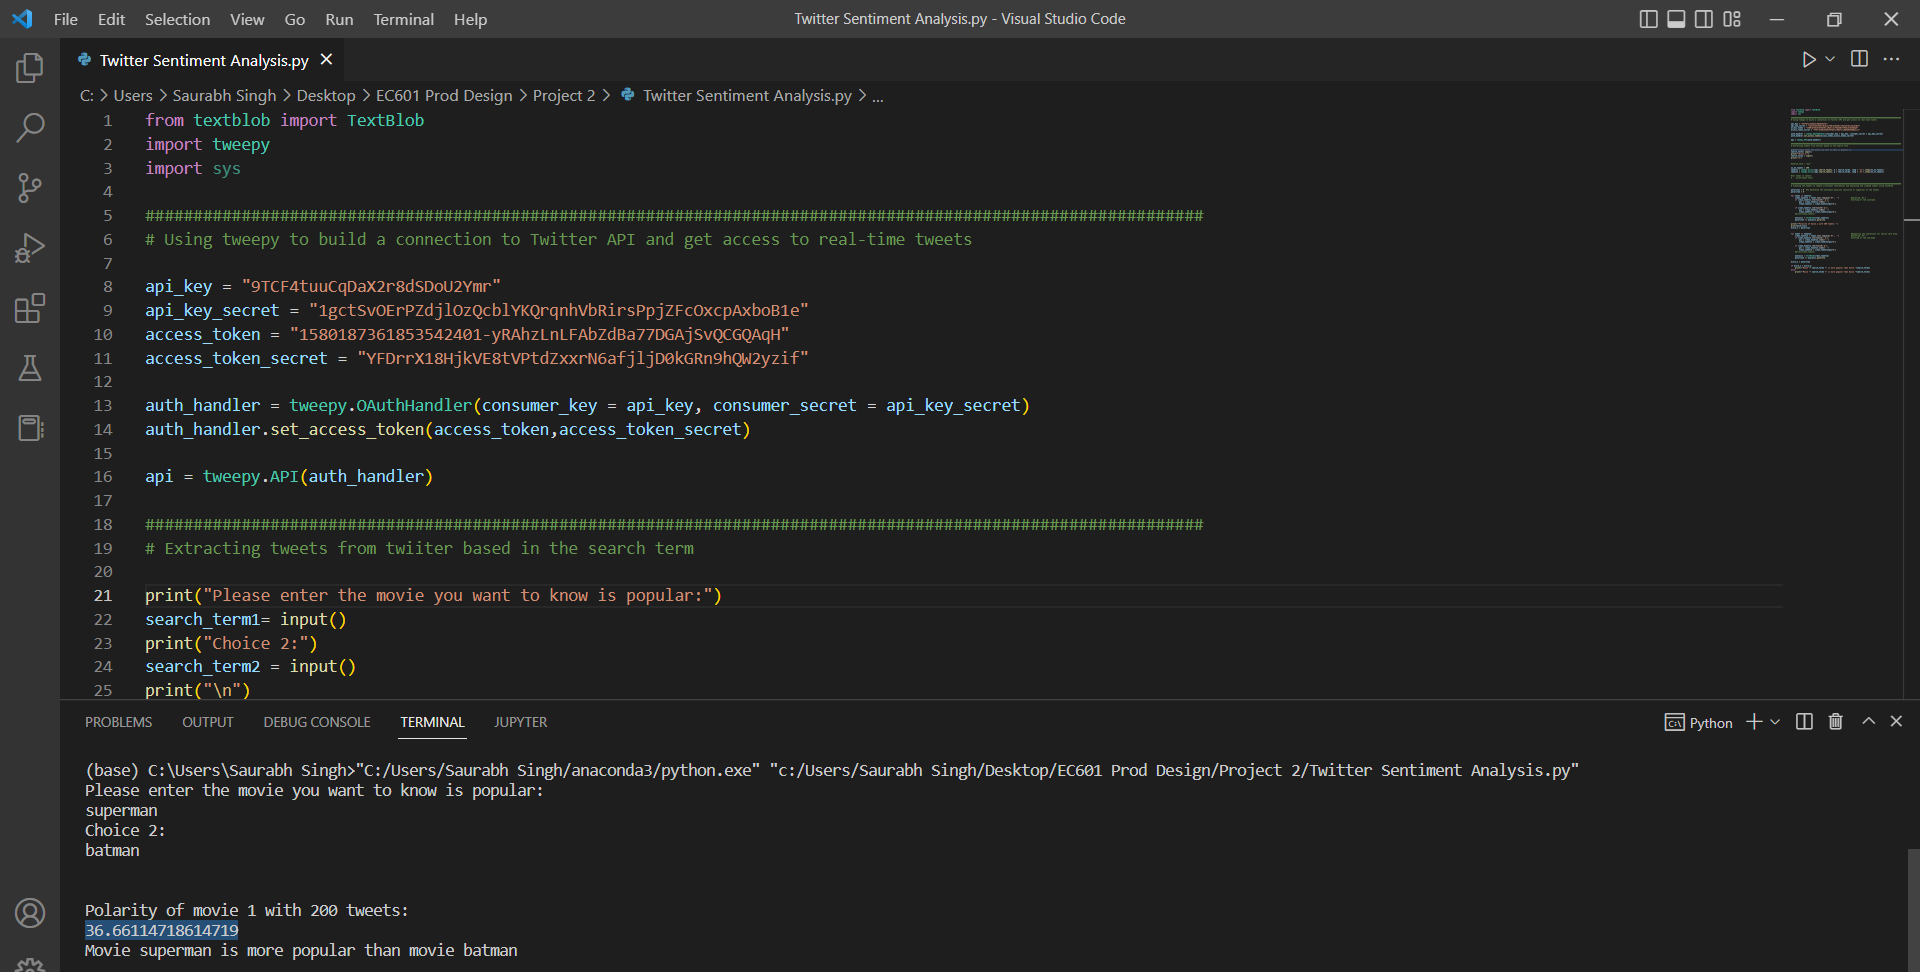 File Edit Selection View Go Run Terminal Help
Twitter Sentiment Analysis.py - Visual Studio Code
Twitter Sentiment Analysis.py
C: > Users > Saurabh Singh > Desktop > EC601 Prod Design > Project 2 > Twitter Sentiment Analysis.py > ...
1 from textblob import TextBlob
2 import tweepy
3 import sys
4
5 ##############################################################################################################
6 # Using tweepy to build a connection to Twitter API and get access to real-time tweets
7
8 api_key = "9TCF4tuuCqDaX2r8dSDoU2Ymr"
9 api_key_secret = "1gctSvOErPZdjlOzQcblYKQrqnhVbRirsPpjZFcOxcpAxboB1e"
10 access_token = "1580187361853542401-yRAhzLnLFAbZdBa77DGAjSvQCGQAqH"
11 access_token_secret = "YFDrrX18HjkVE8tVPtdZxxrN6afjljD0kGRn9hQW2yzif"
12
13 auth_handler = tweepy.OAuthHandler(consumer_key = api_key, consumer_secret = api_key_secret)
14 auth_handler.set_access_token(access_token,access_token_secret)
15
16 api = tweepy.API(auth_handler)
17
18 ##############################################################################################################
19 # Extracting tweets from twiiter based in the search term
20
21 print("Please enter the movie you want to know is popular:")
22 search_term1= input()
23 print("Choice 2:")
24 search_term2 = input()
25 print("\n")
PROBLEMS OUTPUT DEBUG CONSOLE TERMINAL JUPYTER
Python
(base) C:\Users\Saurabh Singh>"C:/Users/Saurabh Singh/anaconda3/python.exe" "c:/Users/Saurabh Singh/Desktop/EC601 Prod Design/Project 2/Twitter Sentiment Analysis.py"
Please enter the movie you want to know is popular:
superman
Choice 2:
batman
Polarity of movie 1 with 200 tweets:
36.66114718614719
Movie superman is more popular than movie batman